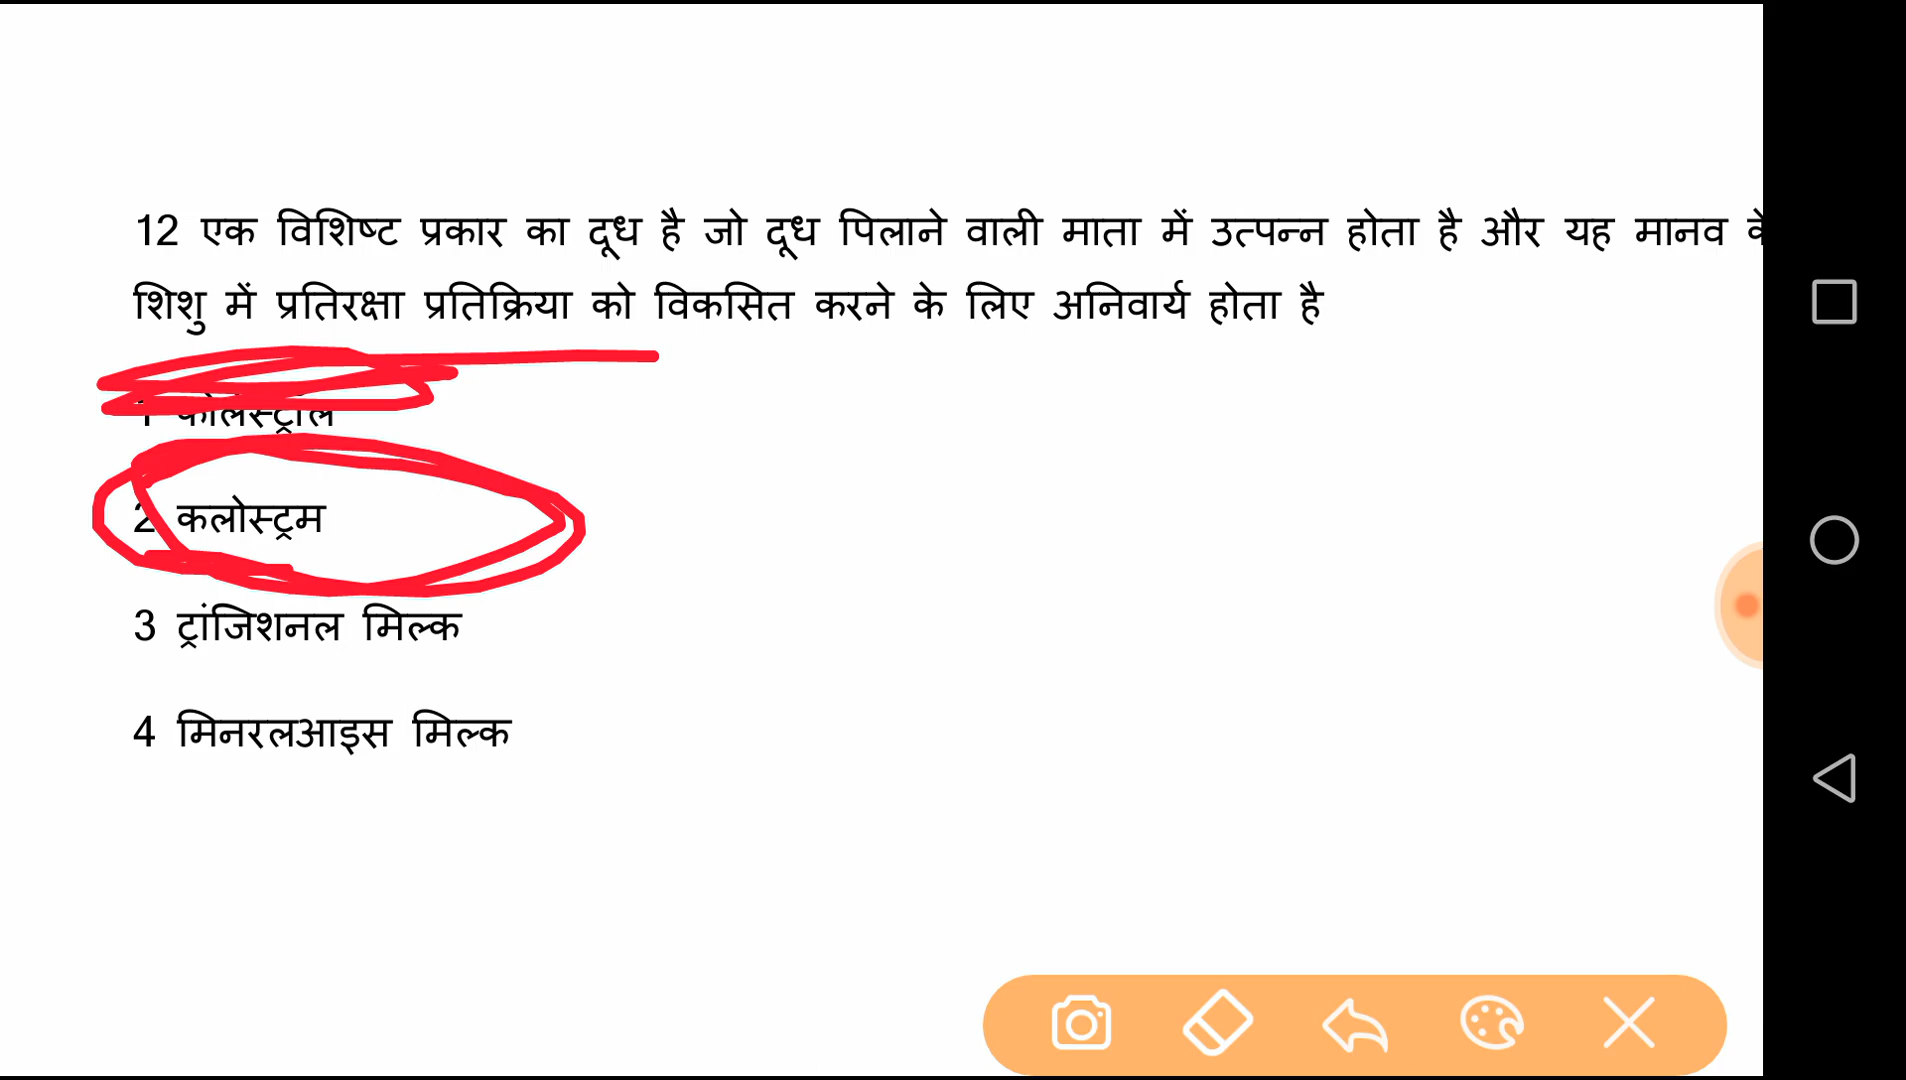 12 एक विशिष्ट प्रकार का दूध है जो दूध पिलाने वाली माता में उत्पन्न होता है और यह मानव के
शिशु में प्रतिरक्षा प्रतिक्रिया को विकसित करने के लिए अनिवार्य होता है
1 कोलेस्ट्रॉल
2 कलोस्ट्रम
3 ट्रांजिशनल मिल्क
4 मिनरलआइस मिल्क